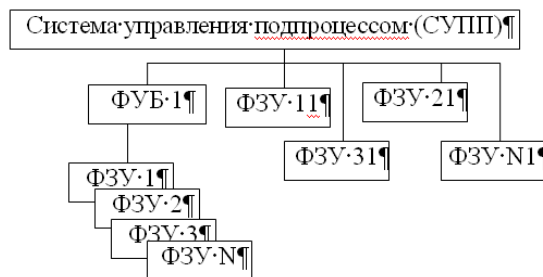 Система управления подпроцессом (СУПП)¶
ФУБ 1¶
ФЗУ 11¶
ФЗУ 21¶
ФЗУ 31¶
ФЗУ N1¶
ФЗУ 1¶
ФЗУ 2¶
ФЗУ 3¶
ФЗУ N¶